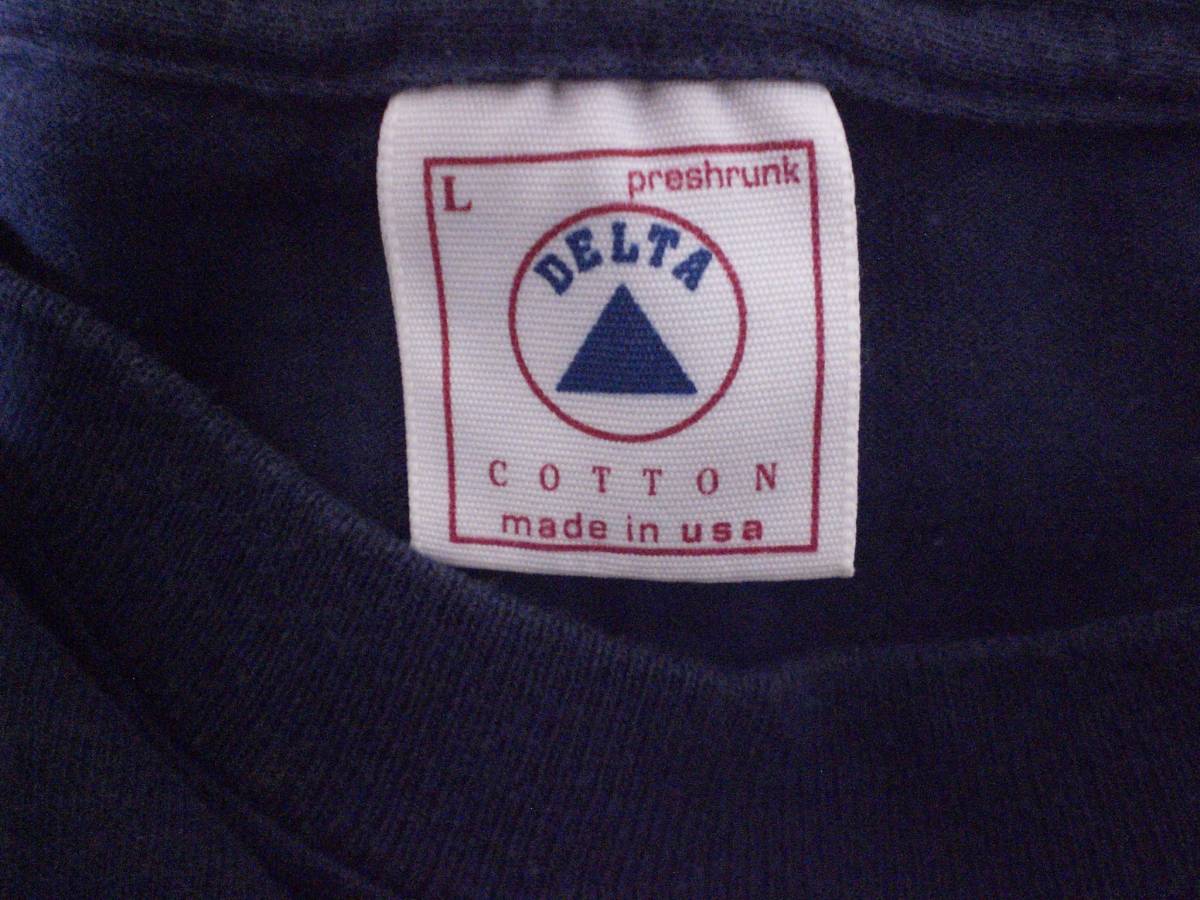 L preshrunk
DELTA
COTTON
made in usa